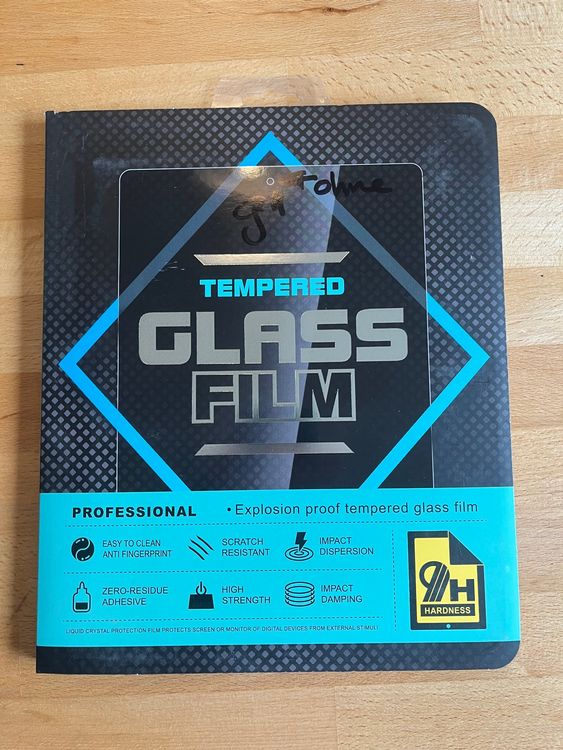 TEMPERED
GLASS
FILM
PROFESSIONAL • Explosion proof tempered glass film
EASY TO CLEAN
ANTI FINGERPRINT
SCRATCH
RESISTANT
IMPACT
DISPERSION
ZERO-RESIDUE
ADHESIVE
HIGH
STRENGTH
IMPACT
DAMPING
9H
HARDNESS
LIQUID CRYSTAL PROTECTION FILM PROTECTS SCREEN OR MONITOR OF DIGITAL DEVICES FROM EXTERNAL STIMULI